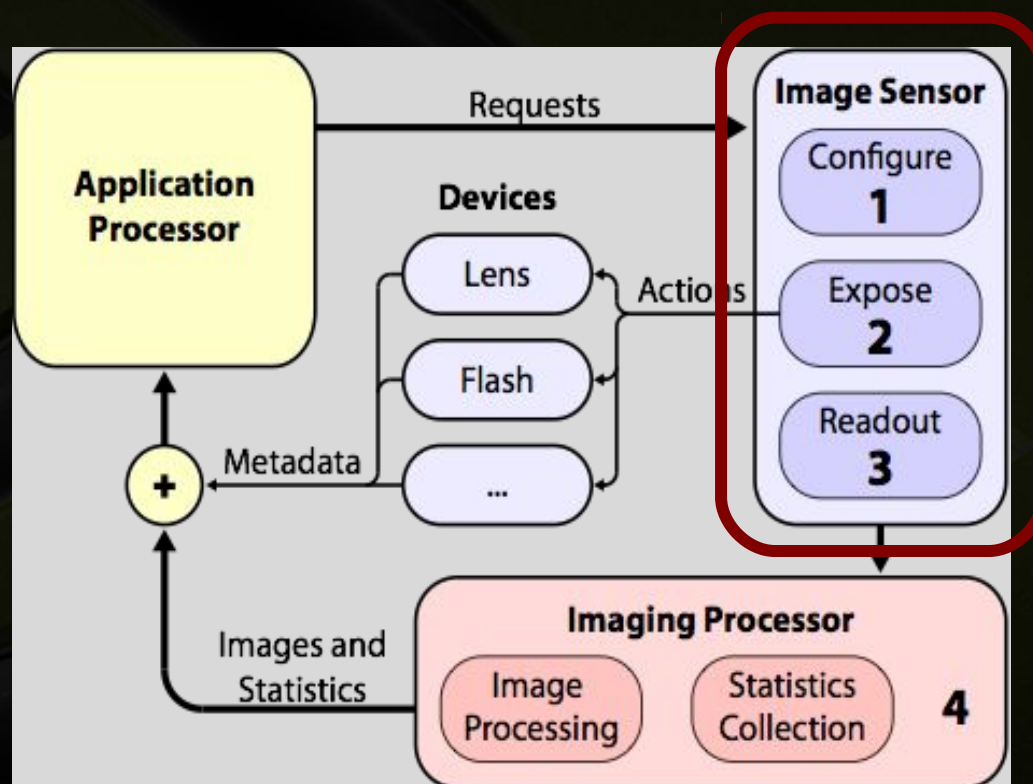 Application
Processor
Requests
Image Sensor
Configure
1
Expose
2
Readout
3
Devices
Lens
Flash
...
Actions
Metadata
+
Images and
Statistics
Imaging Processor
Image
Processing
Statistics
Collection
4